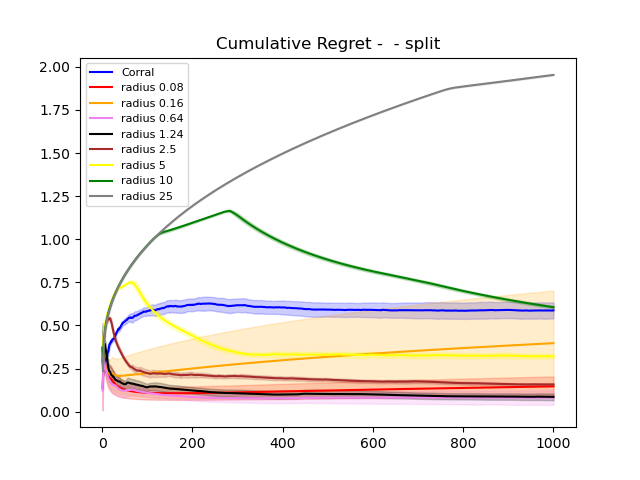 Cumulative Regret -  - split
2.00
1.75
1.50
1.25
1.00
0.75
0.50
0.25
0.00
Corral
radius 0.08
radius 0.16
radius 0.64
radius 1.24
radius 2.5
radius 5
radius 10
radius 25
0 200 400 600 800 1000